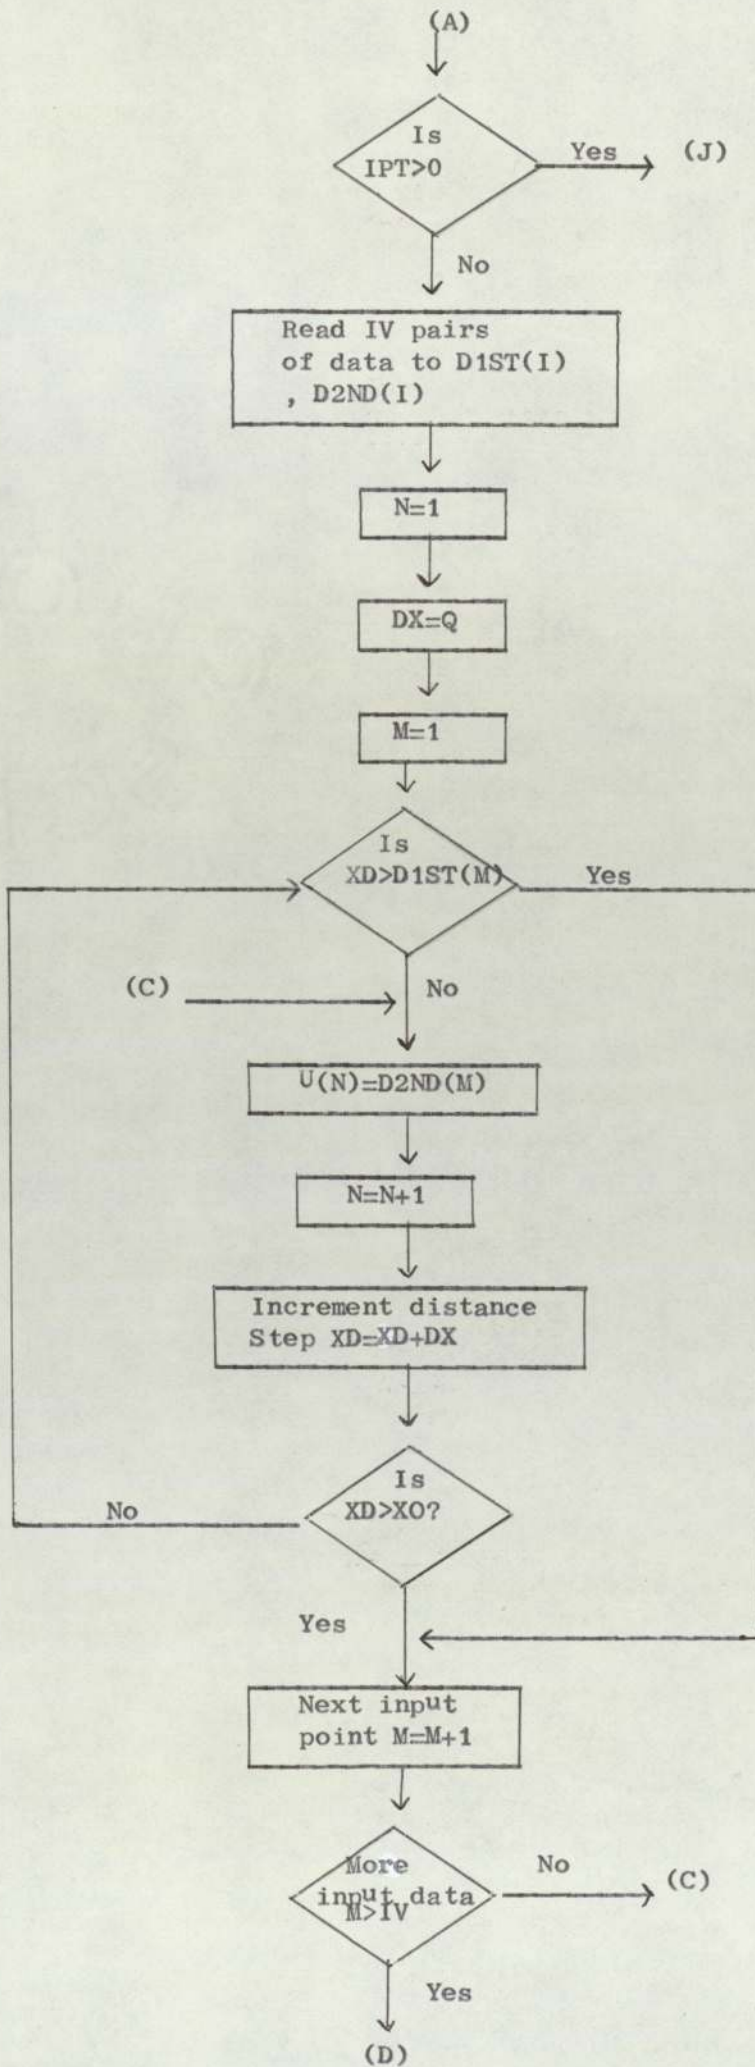 (A)
Is
IPT>0
Yes
(J)
No
Read IV pairs
of data to D1ST(I)
, D2ND(I)
N=1
DX=Q
M=1
Is
XD>D1ST(M)
Yes
(C)
No
U(N)=D2ND(M)
N=N+1
Increment distance
Step XD=XD+DX
Is
XD>XO?
No
Yes
Next input
point M=M+1
More
input data
M>IV
No
(C)
Yes
(D)